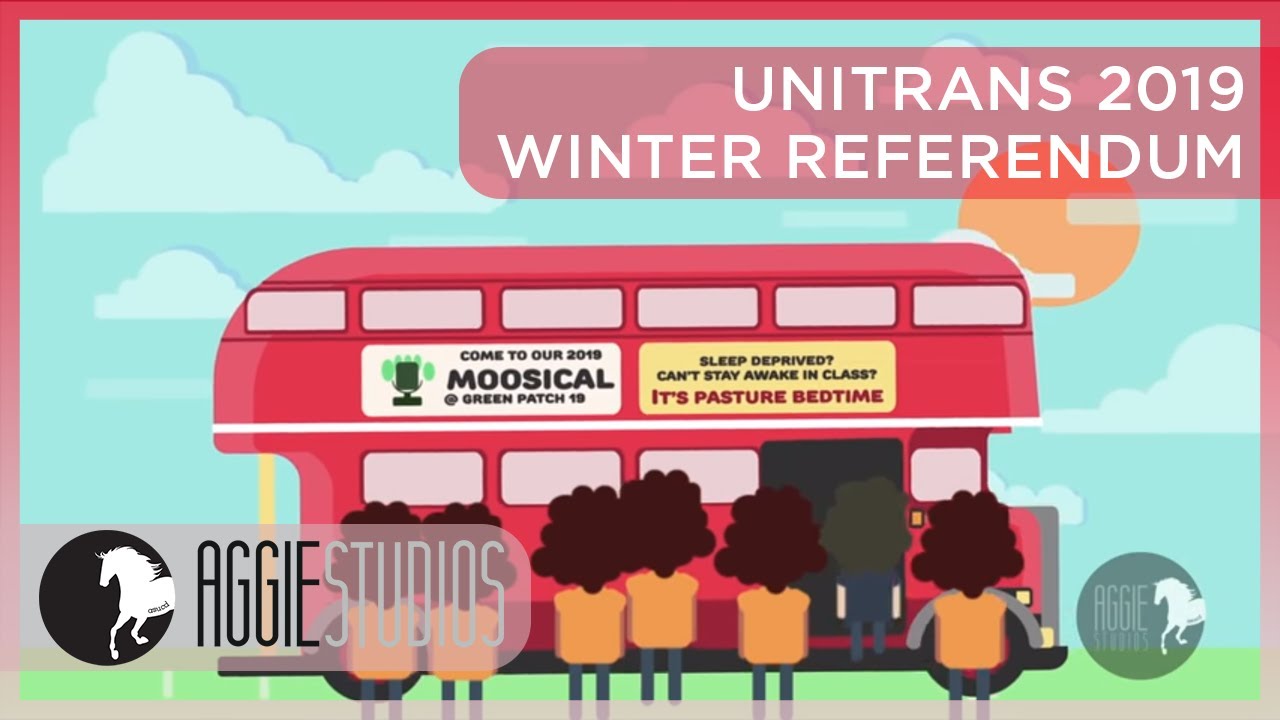 UNITRANS 2019
WINTER REFERENDUM
COME TO OUR 2019
MOOSICAL
@ GREEN PATCH 19
SLEEP DEPRIVED?
CAN'T STAY AWAKE IN CLASS?
IT'S PASTURE BEDTIME
asucd
AGGIESTUDIOS
AGGIE
STUDIOS